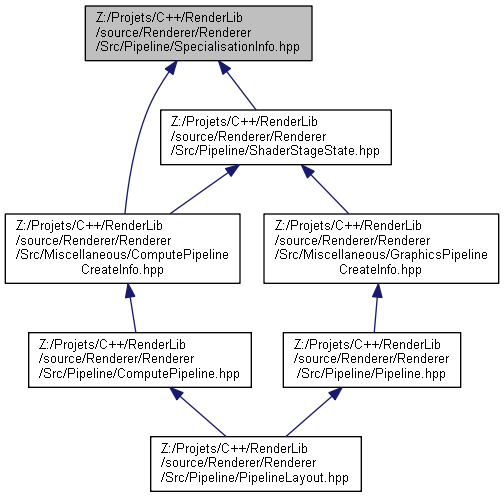 Z:/Projets/C++/RenderLib
/source/Renderer/Renderer
/Src/Pipeline/SpecialisationInfo.hpp
Z:/Projets/C++/RenderLib
/source/Renderer/Renderer
/Src/Pipeline/ShaderStageState.hpp
Z:/Projets/C++/RenderLib
/source/Renderer/Renderer
/Src/Miscellaneous/ComputePipeline
CreateInfo.hpp
Z:/Projets/C++/RenderLib
/source/Renderer/Renderer
/Src/Miscellaneous/GraphicsPipeline
CreateInfo.hpp
Z:/Projets/C++/RenderLib
/source/Renderer/Renderer
/Src/Pipeline/ComputePipeline.hpp
Z:/Projets/C++/RenderLib
/source/Renderer/Renderer
/Src/Pipeline/Pipeline.hpp
Z:/Projets/C++/RenderLib
/source/Renderer/Renderer
/Src/Pipeline/PipelineLayout.hpp